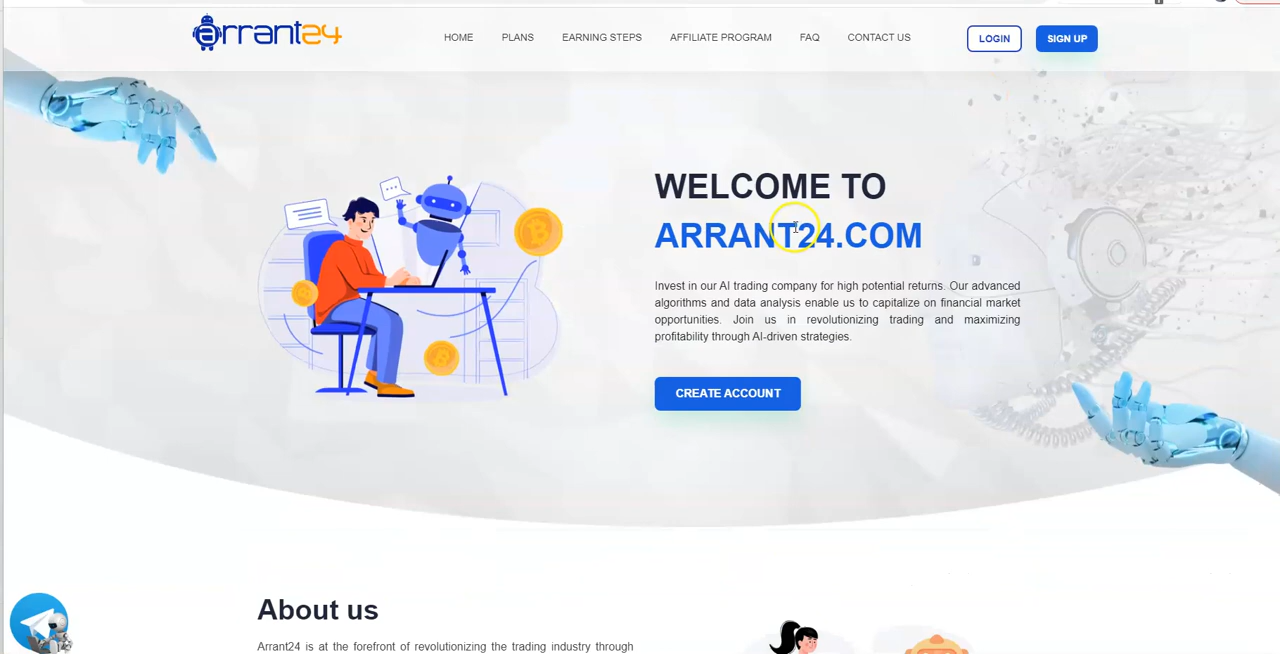 arrant24
HOME PLANS EARNING STEPS AFFILIATE PROGRAM FAQ CONTACT US LOGIN SIGN UP
WELCOME TO
ARRANT24.COM
Invest in our AI trading company for high potential returns. Our advanced
algorithms and data analysis enable us to capitalize on financial market
opportunities. Join us in revolutionizing trading and maximizing
profitability through AI-driven strategies.
CREATE ACCOUNT
About us
Arrant24 is at the forefront of revolutionizing the trading industry through